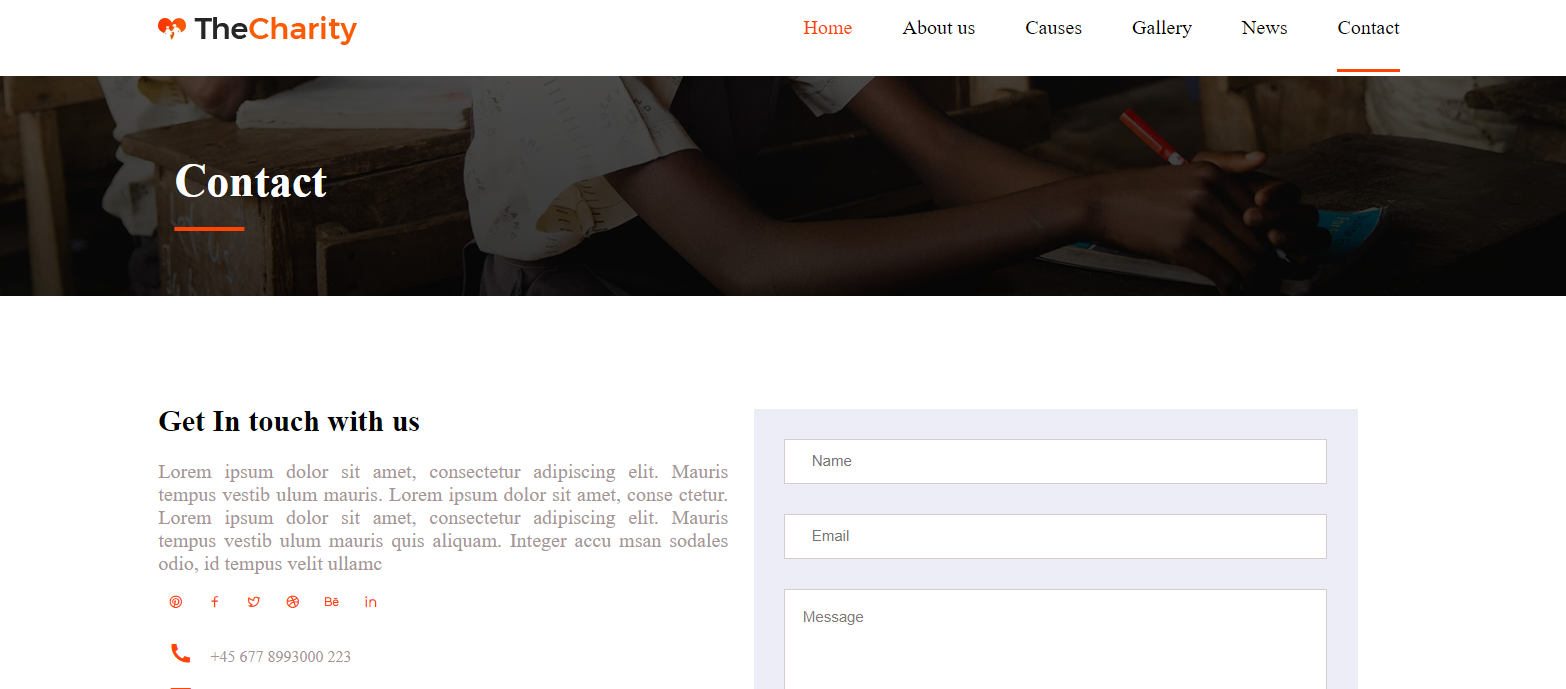 TheCharity
Home About us Causes Gallery News Contact
Contact
Get In touch with us
Lorem ipsum dolor sit amet, consectetur adipiscing elit. Mauris
tempus vestib ulum mauris. Lorem ipsum dolor sit amet, conse ctetur.
Lorem ipsum dolor sit amet, consectetur adipiscing elit. Mauris
tempus vestib ulum mauris quis aliquam. Integer accu msan sodales
odio, id tempus velit ullamc
Bē in
+45 677 8993000 223
Name
Email
Message